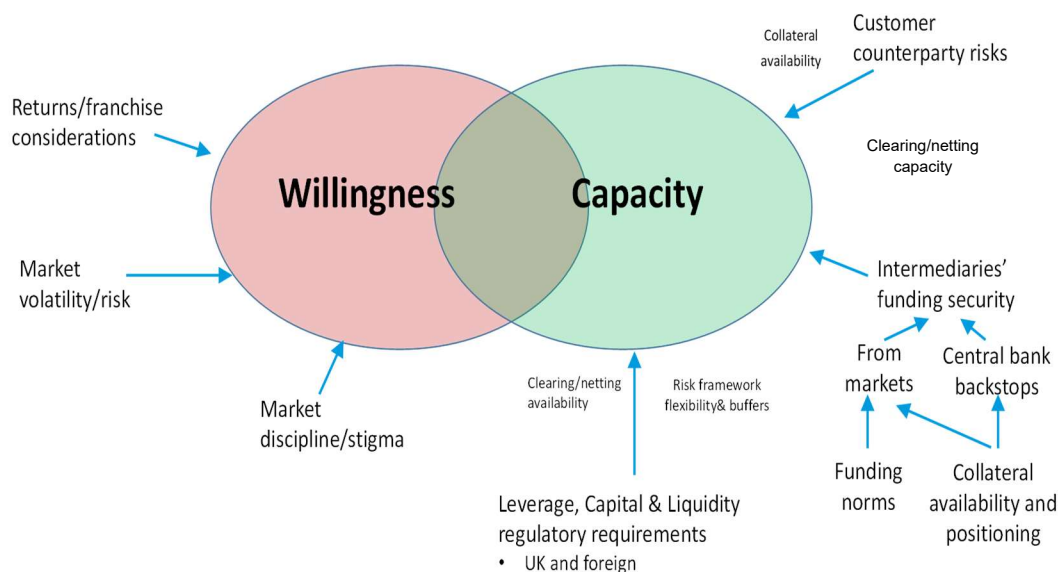 Customer
counterparty risks
Collateral
availability
Returns/franchise
considerations
Clearing/netting
capacity
Willingness
Capacity
Market
volatility/risk
Intermediaries’
funding security
From
markets
Central bank
backstops
Clearing/netting
availability
Risk framework
flexibility& buffers
Market
discipline/stigma
Funding
norms
Collateral
availability and
positioning
Leverage, Capital & Liquidity
regulatory requirements
• UK and foreign